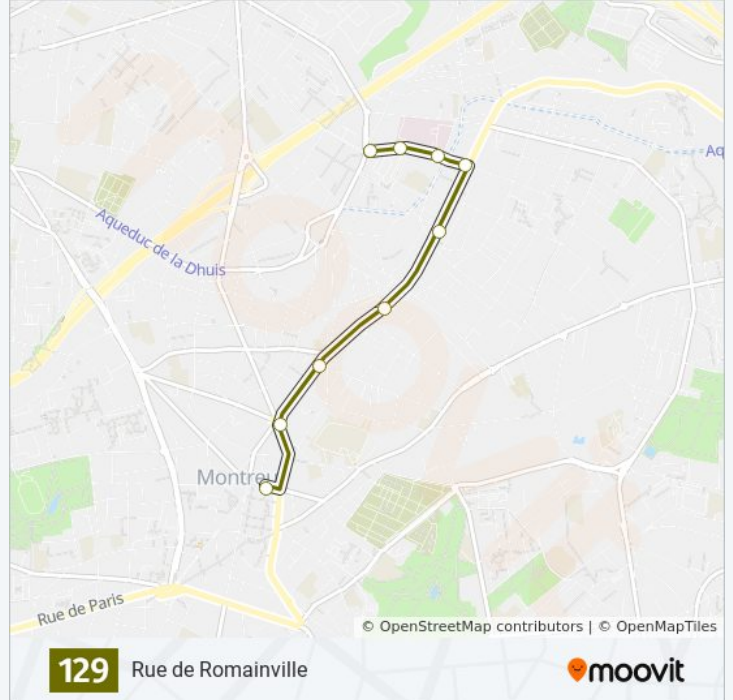 Aq
Aqueduc de la Dhuis
Montreu
Rue de Paris
© OpenStreetMap contributors | © OpenMapTiles
129 Rue de Romainville
moovit